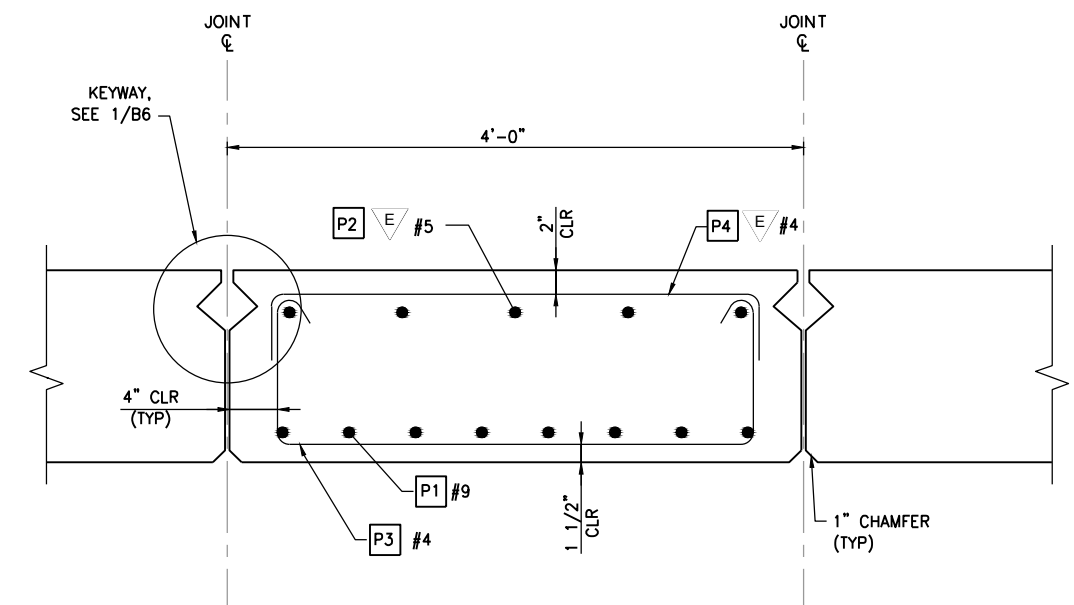 JOINT
℄
JOINT
℄
KEYWAY,
SEE 1/B6
4'-0"
P2 E #5
2"
CLR
P4 E #4
4" CLR
(TYP)
P1 #9
P3 #4
1 1/2"
CLR
1" CHAMFER
(TYP)